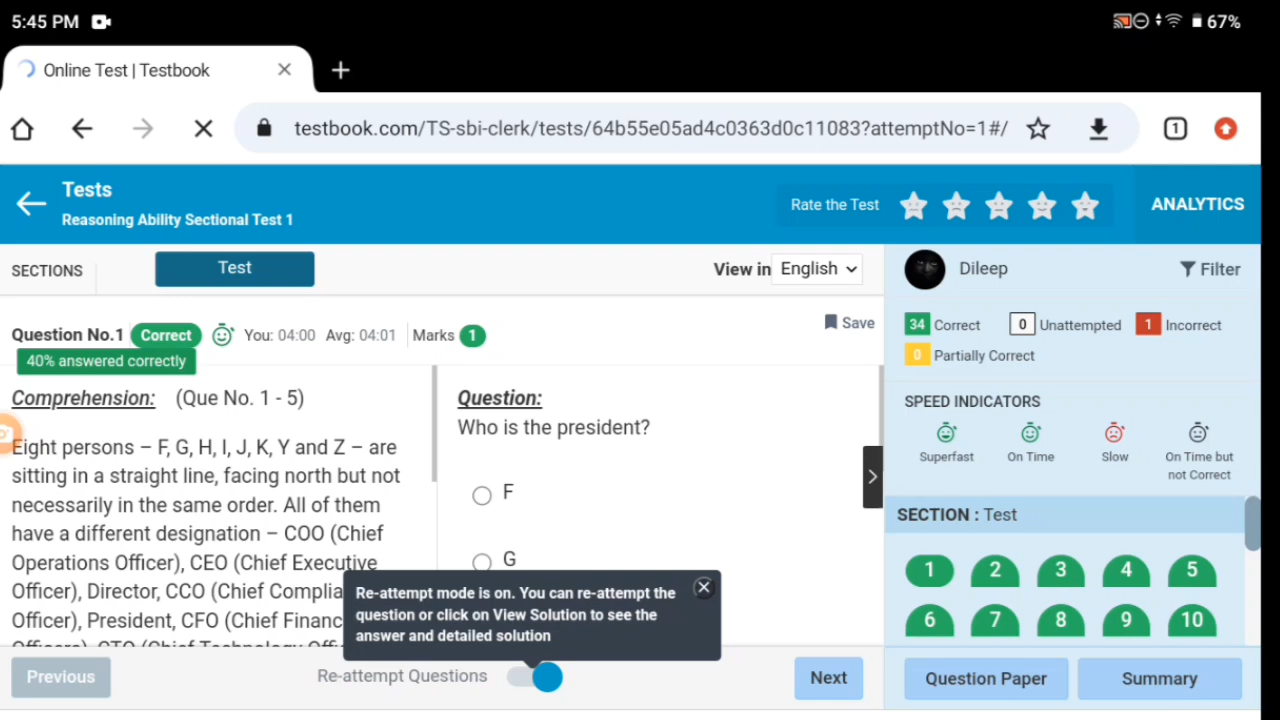 5:45 PM
67%
Online Test | Testbook
testbook.com/TS-sbi-clerk/tests/64b55e05ad4c0363d0c11083?attemptNo=1#/
1
Tests
Reasoning Ability Sectional Test 1
Rate the Test
ANALYTICS
SECTIONS
Test
View in English
Dileep
Filter
Question No.1 Correct You: 04:00 Avg: 04:01 Marks 1
Save
40% answered correctly
34 Correct 0 Unattempted 1 Incorrect
0 Partially Correct
Comprehension: (Que No. 1 - 5)
Eight persons – F, G, H, I, J, K, Y and Z – are
sitting in a straight line, facing north but not
necessarily in the same order. All of them
have a different designation – COO (Chief
Operations Officer), CEO (Chief Executive
Officer), Director, CCO (Chief Complia
Officer), President, CFO (Chief Financ
Officers), CTO (Chief Technology Offi
Question:
Who is the president?
F
G
Re-attempt mode is on. You can re-attempt the
question or click on View Solution to see the
answer and detailed solution
SPEED INDICATORS
Superfast
On Time
Slow
On Time but
not Correct
SECTION : Test
1 2 3 4 5
6 7 8 9 10
Previous
Re-attempt Questions
Next
Question Paper
Summary